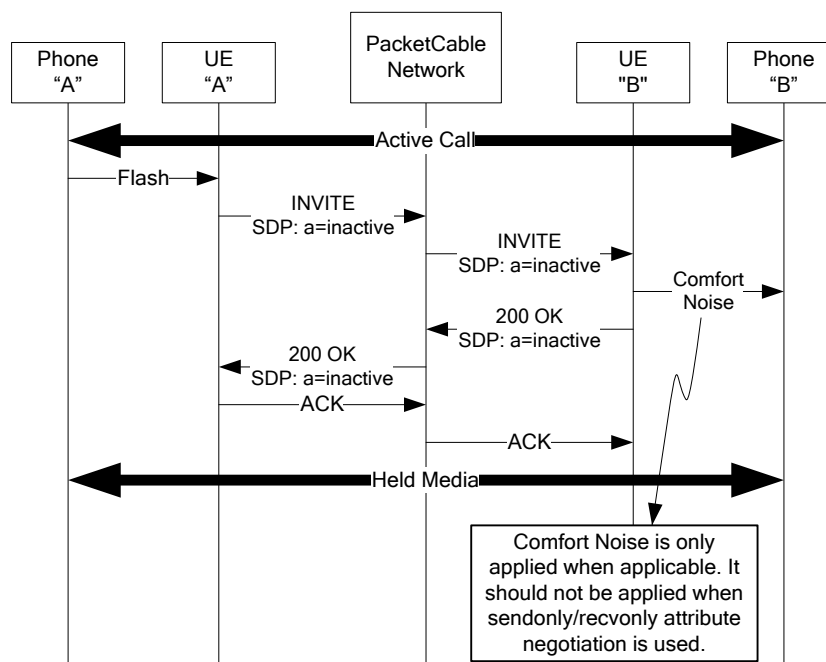 Phone
“A”
UE
“A”
PacketCable
Network
UE
"B"
Phone
“B”
Active Call
Flash
INVITE
SDP: a=inactive
INVITE
SDP: a=inactive
Comfort
Noise
200 OK
SDP: a=inactive
200 OK
SDP: a=inactive
ACK
ACK
Held Media
Comfort Noise is only
applied when applicable. It
should not be applied when
sendonly/recvonly attribute
negotiation is used.